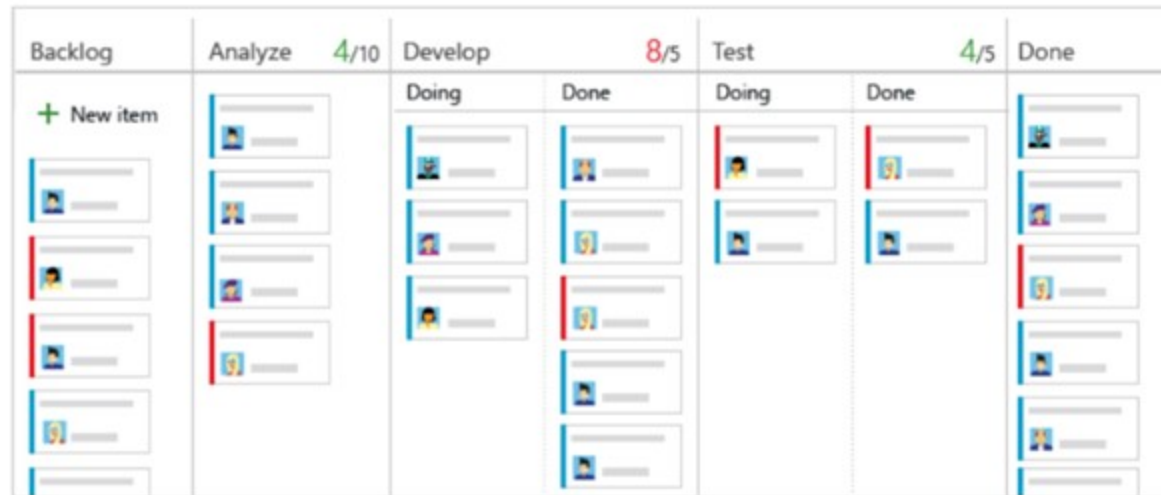 Backlog
Analyze 4/10
Develop 8/5
Test 4/5
Done
Doing
Done
Doing
Done
+ New item